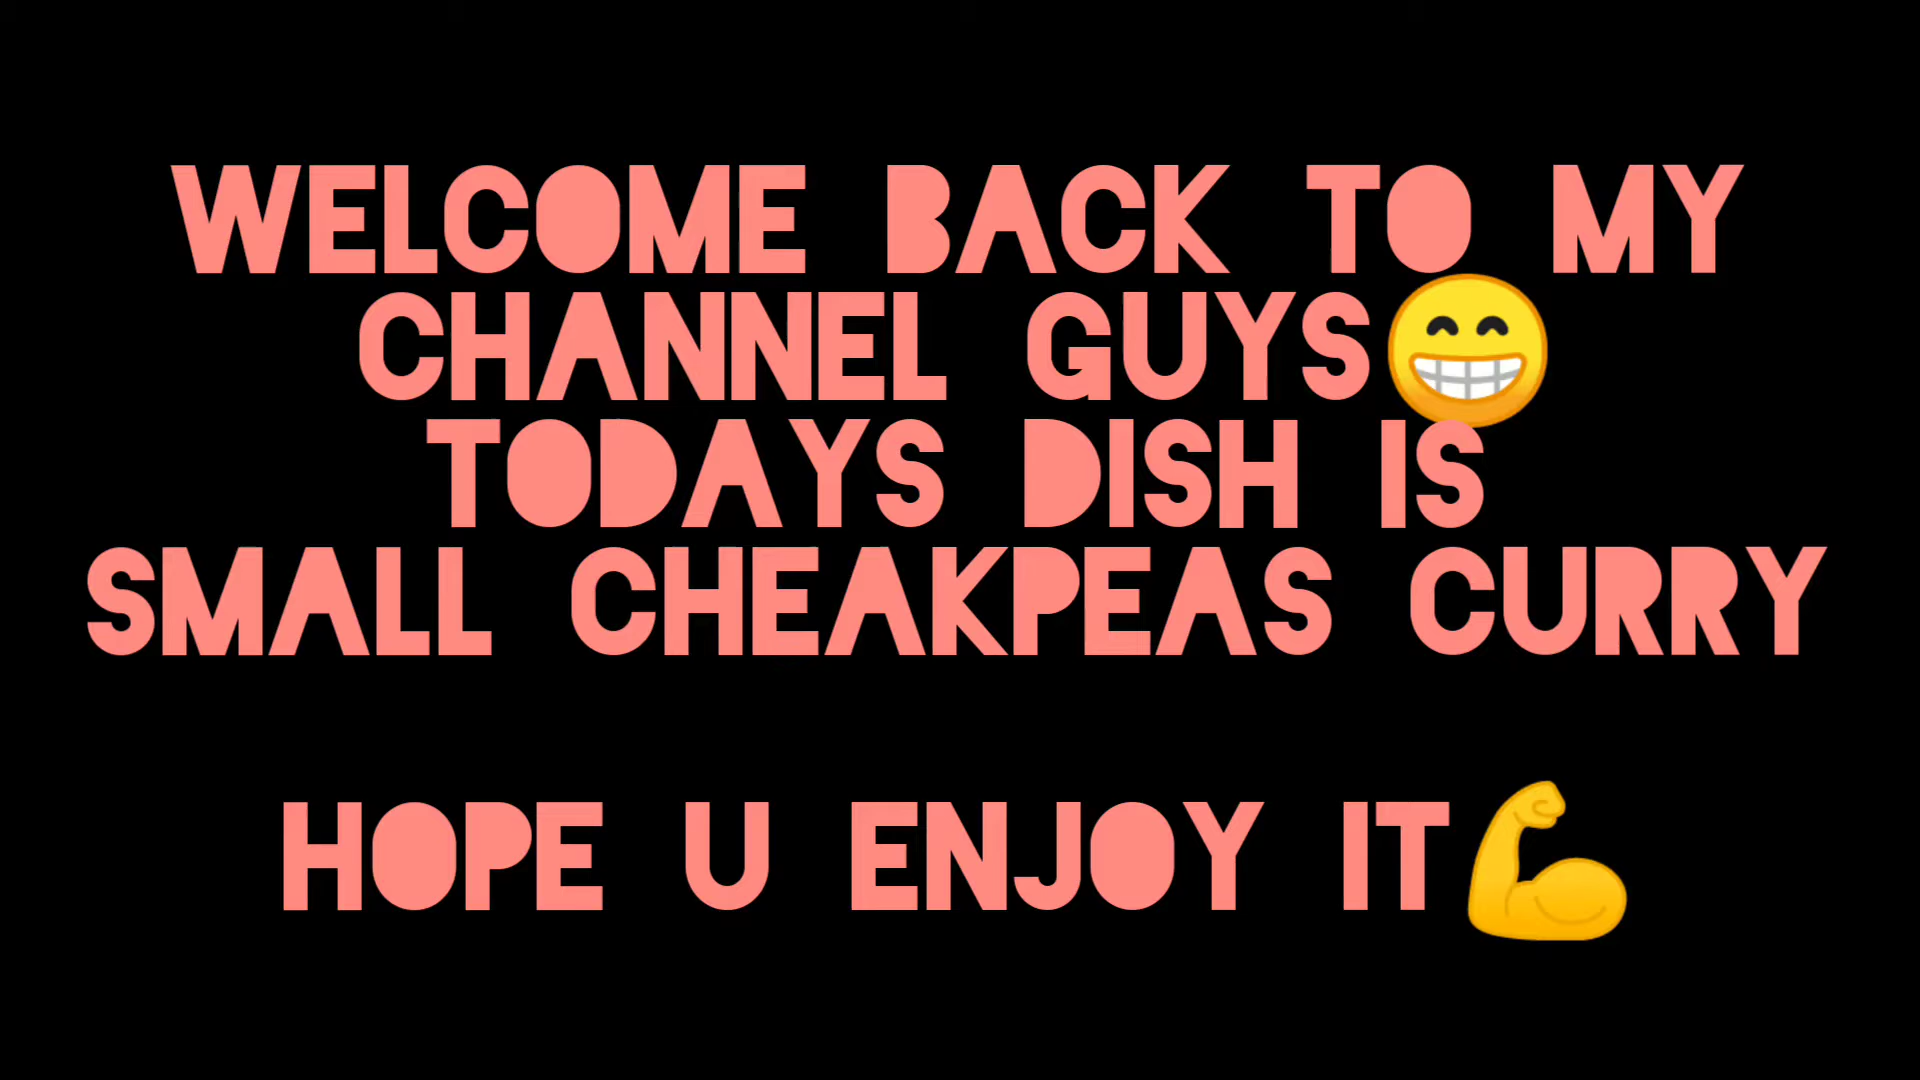 WELCOME BACK TO MY
CHANNEL GUYS😁
TODAYS DISH IS
SMALL CHEAKPEAS CURRY
HOPE U ENJOY IT💪